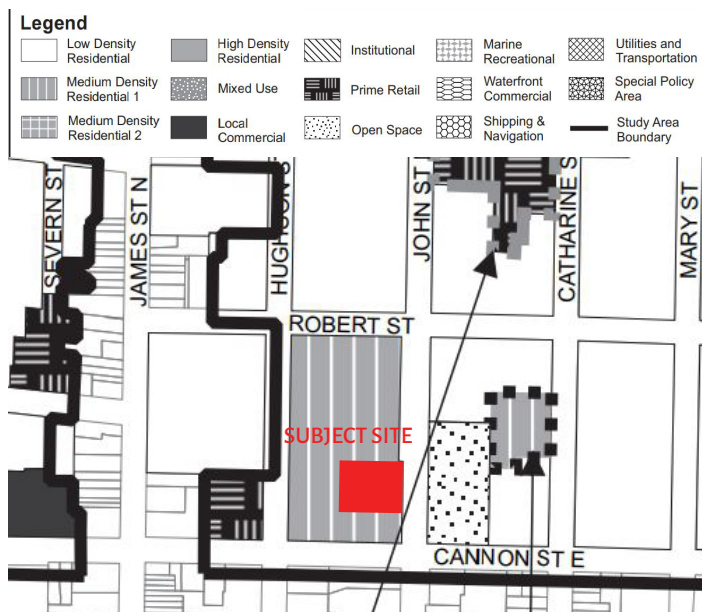 Legend
Low Density
Residential
High Density
Residential
Institutional
Marine
Recreational
Utilities and
Transportation
Medium Density
Residential 1
Mixed Use
Prime Retail
Waterfront
Commercial
Special Policy
Area
Medium Density
Residential 2
Local
Commercial
Open Space
Shipping &
Navigation
Study Area
Boundary
SEVERN ST
JAMES ST N
HUGHSON S
JOHN ST
CATHARINE S
MARY ST
ROBERT ST
SUBJECT SITE
CANNON ST E